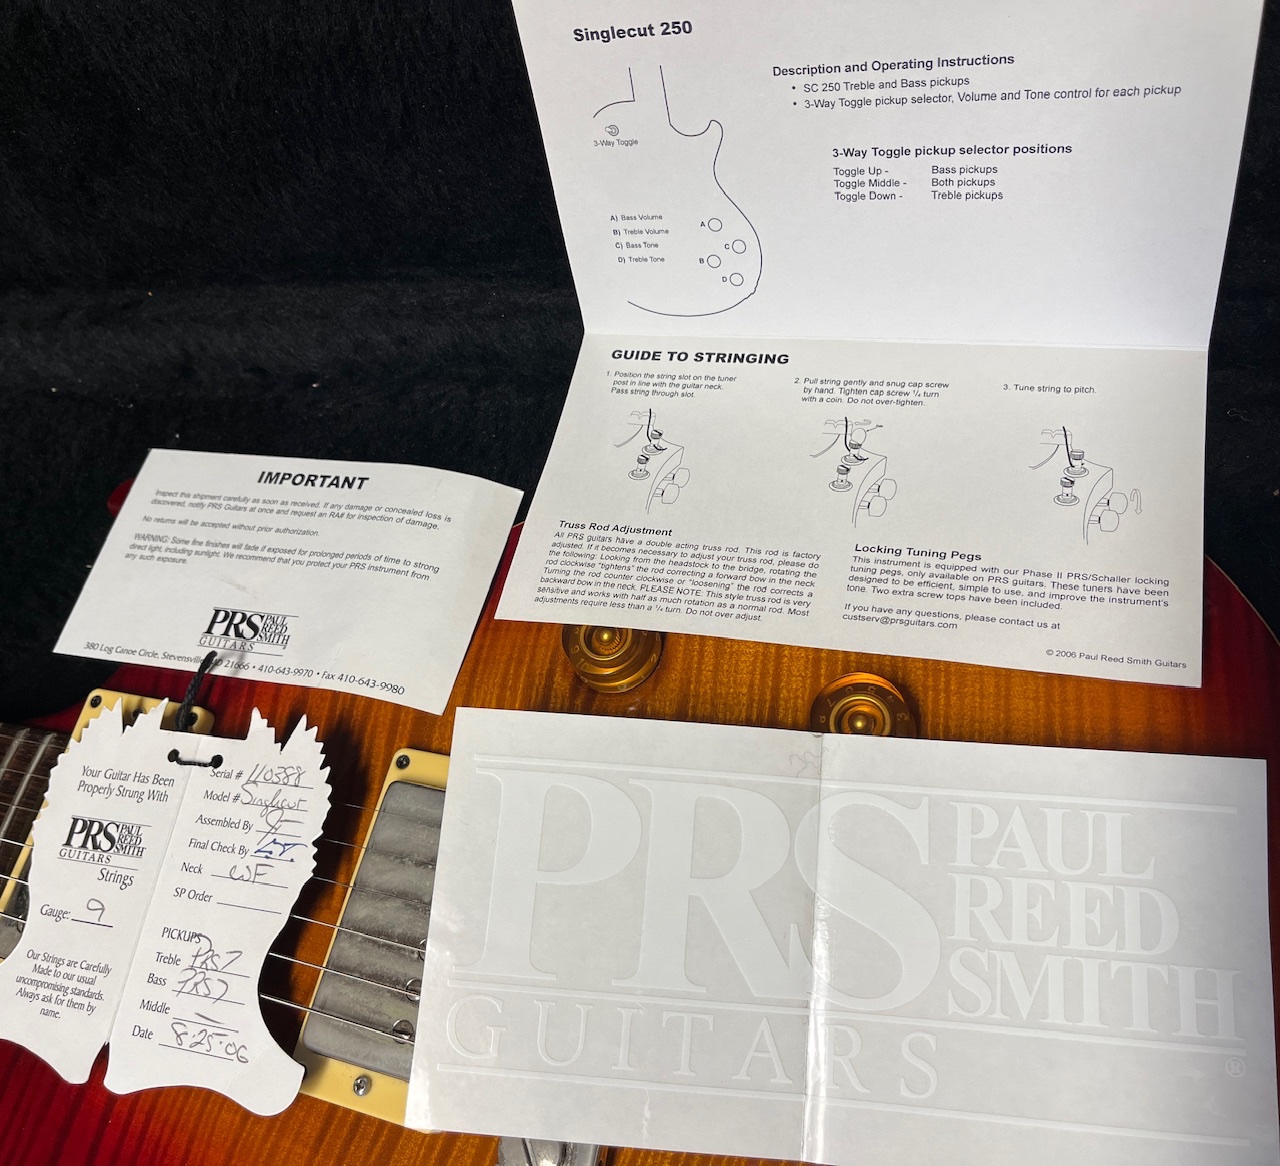 Singlecut 250
Description and Operating Instructions
• SC 250 Treble and Bass pickups
• 3-Way Toggle pickup selector, Volume and Tone control for each pickup
3-Way Toggle
3-Way Toggle pickup selector positions
Toggle Up - Bass pickups
Toggle Middle - Both pickups
Toggle Down - Treble pickups
A) Bass Volume
B) Treble Volume
C) Bass Tone
D) Treble Tone
A
C
B
D
GUIDE TO STRINGING
1. Position the string slot on the tuner
post in line with the guitar neck.
Pass string through slot.
2. Pull string gently and snug cap screw
by hand. Tighten cap screw ¼ turn
with a coin. Do not over-tighten.
3. Tune string to pitch.
Truss Rod Adjustment
All PRS guitars have a double acting truss rod. This rod is factory
adjusted. If it becomes necessary to adjust your truss rod, please do
the following: Looking from the headstock to the bridge, rotating the
rod clockwise "tightens" the rod correcting a forward bow in the neck
Turning the rod counter clockwise or "loosening" the rod corrects a
backward bow in the neck. PLEASE NOTE: This style truss rod is very
sensitive and works with half as much rotation as a normal rod. Most
adjustments require less than a ¼ turn. Do not over adjust.
Locking Tuning Pegs
This instrument is equipped with our Phase II PRS/Schaller locking
tuning pegs, only available on PRS guitars. These tuners have been
designed to be efficient, simple to use, and improve the instrument's
tone. Two extra screw tops have been included.
If you have any questions, please contact us at
custserv@prsguitars.com
© 2006 Paul Reed Smith Guitars
IMPORTANT
Inspect this shipment carefully as soon as received. If any damage or concealed loss is
discovered, notify PRS Guitars at once and request an RA# for inspection of damage.
No returns will be accepted without prior authorization.
WARNING: Some fine finishes will fade if exposed for prolonged periods of time to strong
direct light, including sunlight. We recommend that you protect your PRS instrument from
any such exposure.
PRS PAUL
REED
SMITH
GUITARS
380 Log Canoe Circle, Stevensville, MD 21666 • 410-643-9970 • fax 410-643-9980
Your Guitar Has Been
Properly Strung With
PRS PAUL
REED
SMITH
GUITARS
Strings
Gauge: 9
Our Strings are Carefully
Made to our usual
uncompromising standards.
Always ask for them by
name.
Serial # 110388
Model # Singlecut
Assembled By
Final Check By
Neck WF
SP Order
PICKUPS
Treble PRS7
Bass PRS7
Middle —
Date 8·25·06
PRS PAUL
REED
SMITH
GUITARS ®